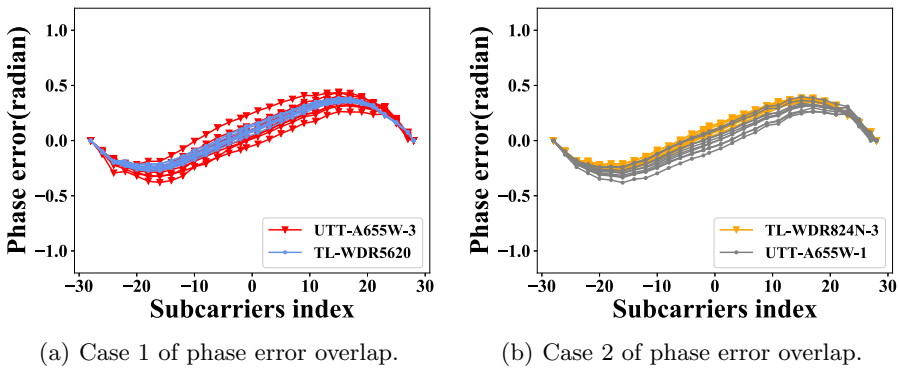 1.0
0.5
0.0
−0.5
−1.0
Phase error(radian)
UTT-A655W-3
TL-WDR5620
−30 −20 −10 0 10 20 30
Subcarriers index
(a) Case 1 of phase error overlap.
1.0
0.5
0.0
−0.5
−1.0
Phase error(radian)
TL-WDR824N-3
UTT-A655W-1
−30 −20 −10 0 10 20 30
Subcarriers index
(b) Case 2 of phase error overlap.